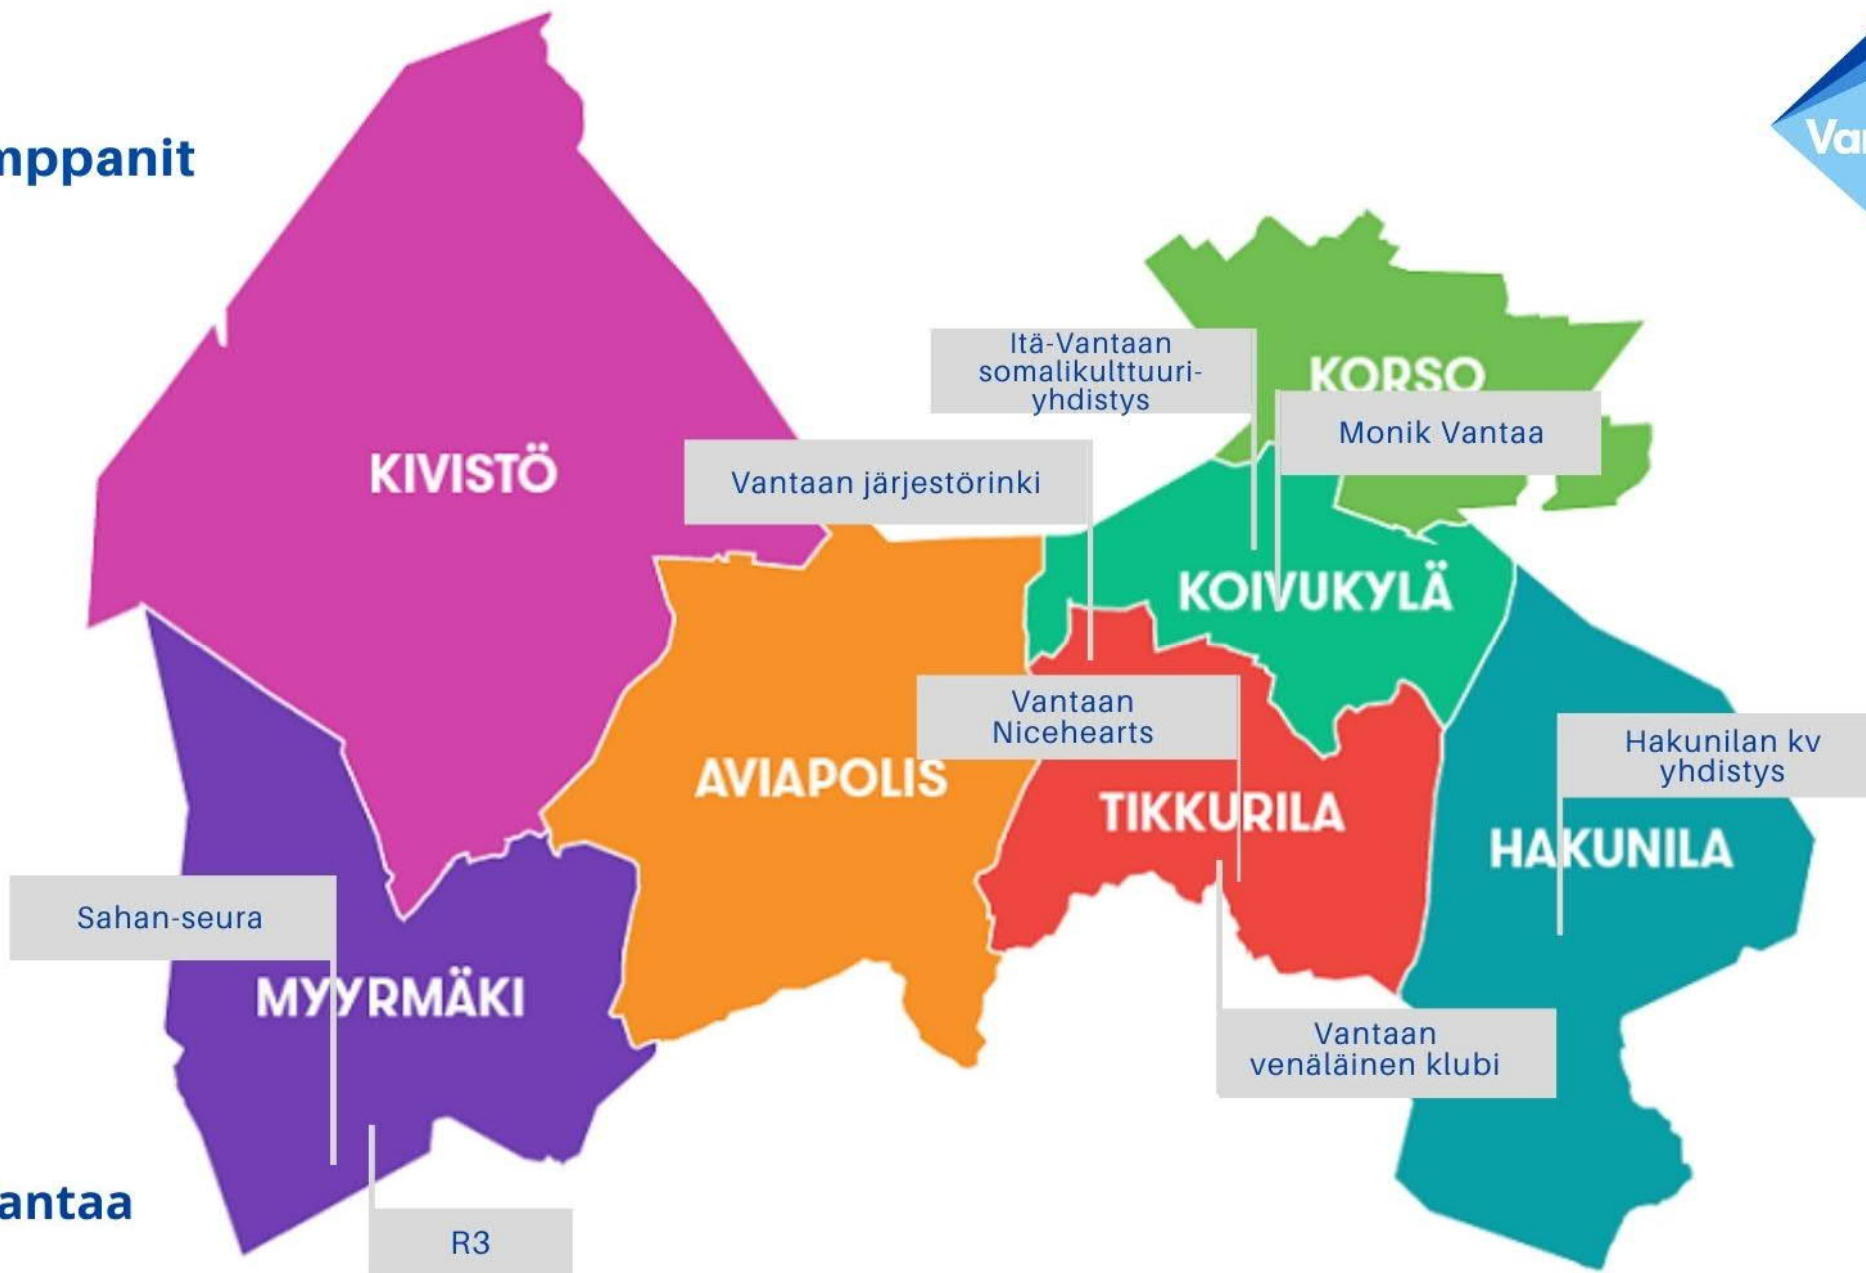 mppanit
Var
Itä-Vantaan
somalikulttuuri-
yhdistys
KORSO
Monik Vantaa
KIVISTÖ
Vantaan järjestörinki
KOIVUKYLÄ
Vantaan
Nicehearts
AVIAPOLIS
TIKKURILA
Hakunilan kv
yhdistys
HAKUNILA
Sahan-seura
MYYRMÄKI
Vantaan
venäläinen klubi
antaa
R3